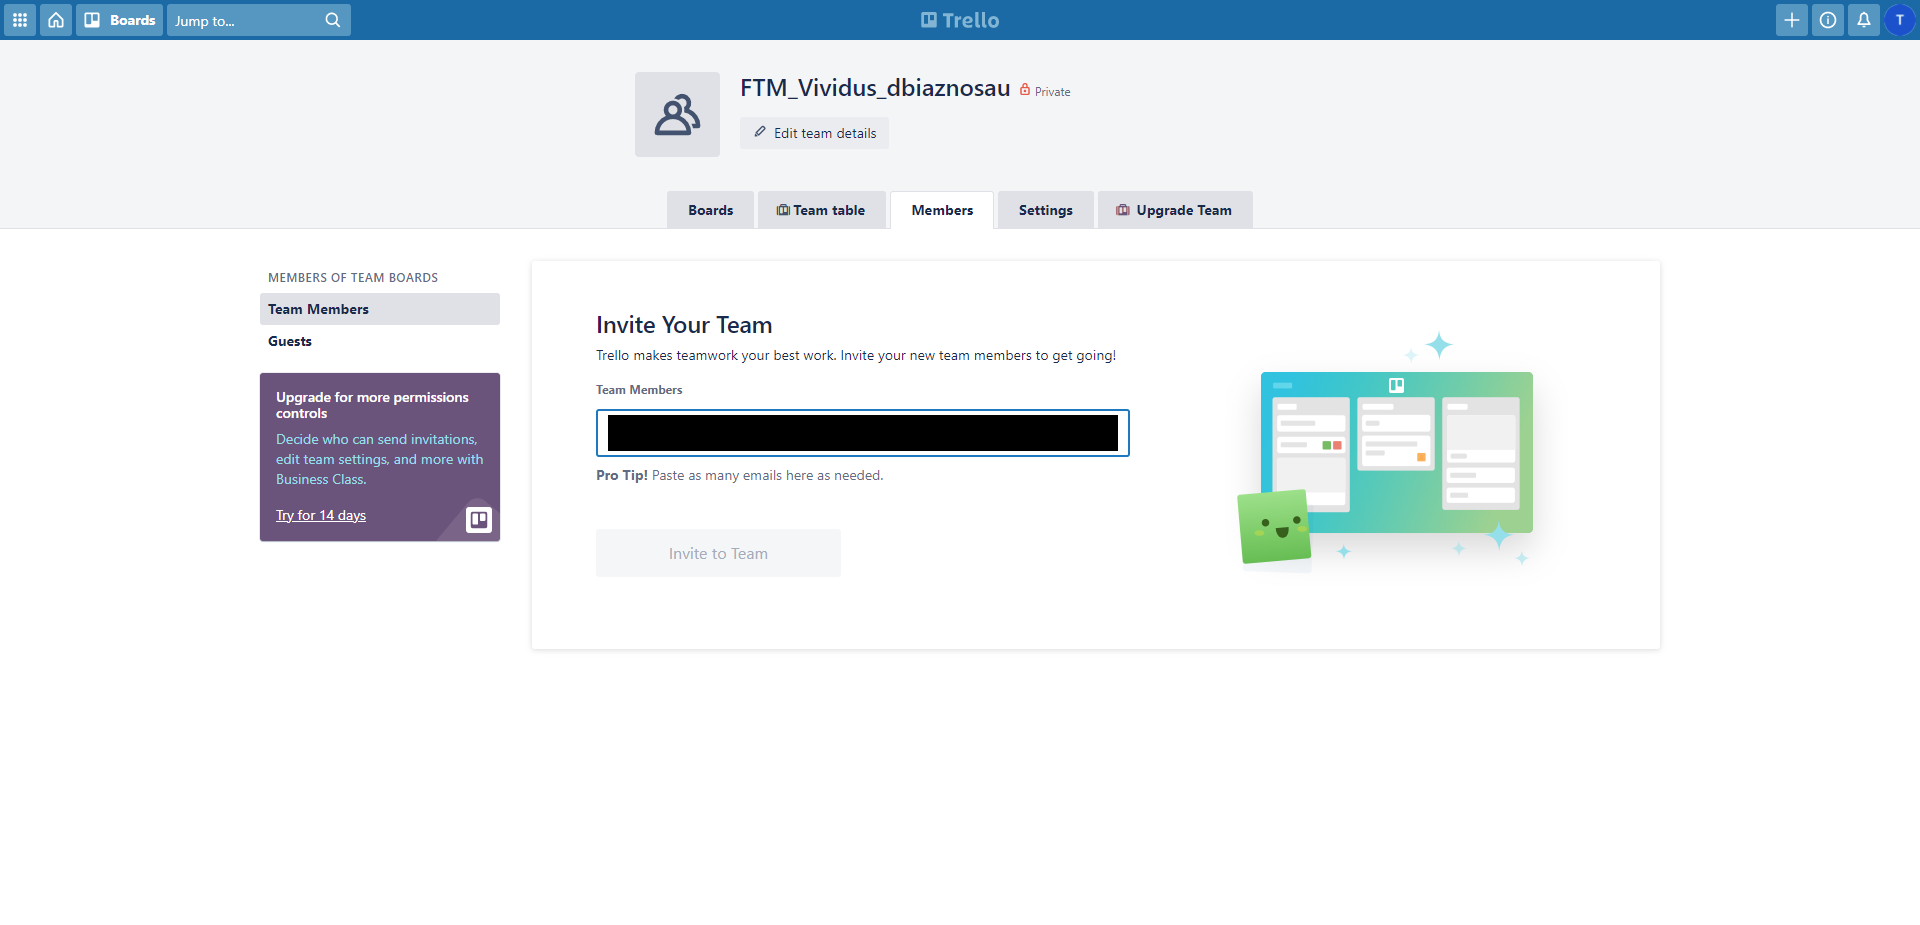 Boards
Jump to...
Trello
T
FTM_Vividus_dbiaznosau
Private
Edit team details
Boards
Team table
Members
Settings
Upgrade Team
MEMBERS OF TEAM BOARDS
Team Members
Guests
Upgrade for more permissions
controls
Decide who can send invitations,
edit team settings, and more with
Business Class.
Try for 14 days
Invite Your Team
Trello makes teamwork your best work. Invite your new team members to get going!
Team Members
Pro Tip! Paste as many emails here as needed.
Invite to Team